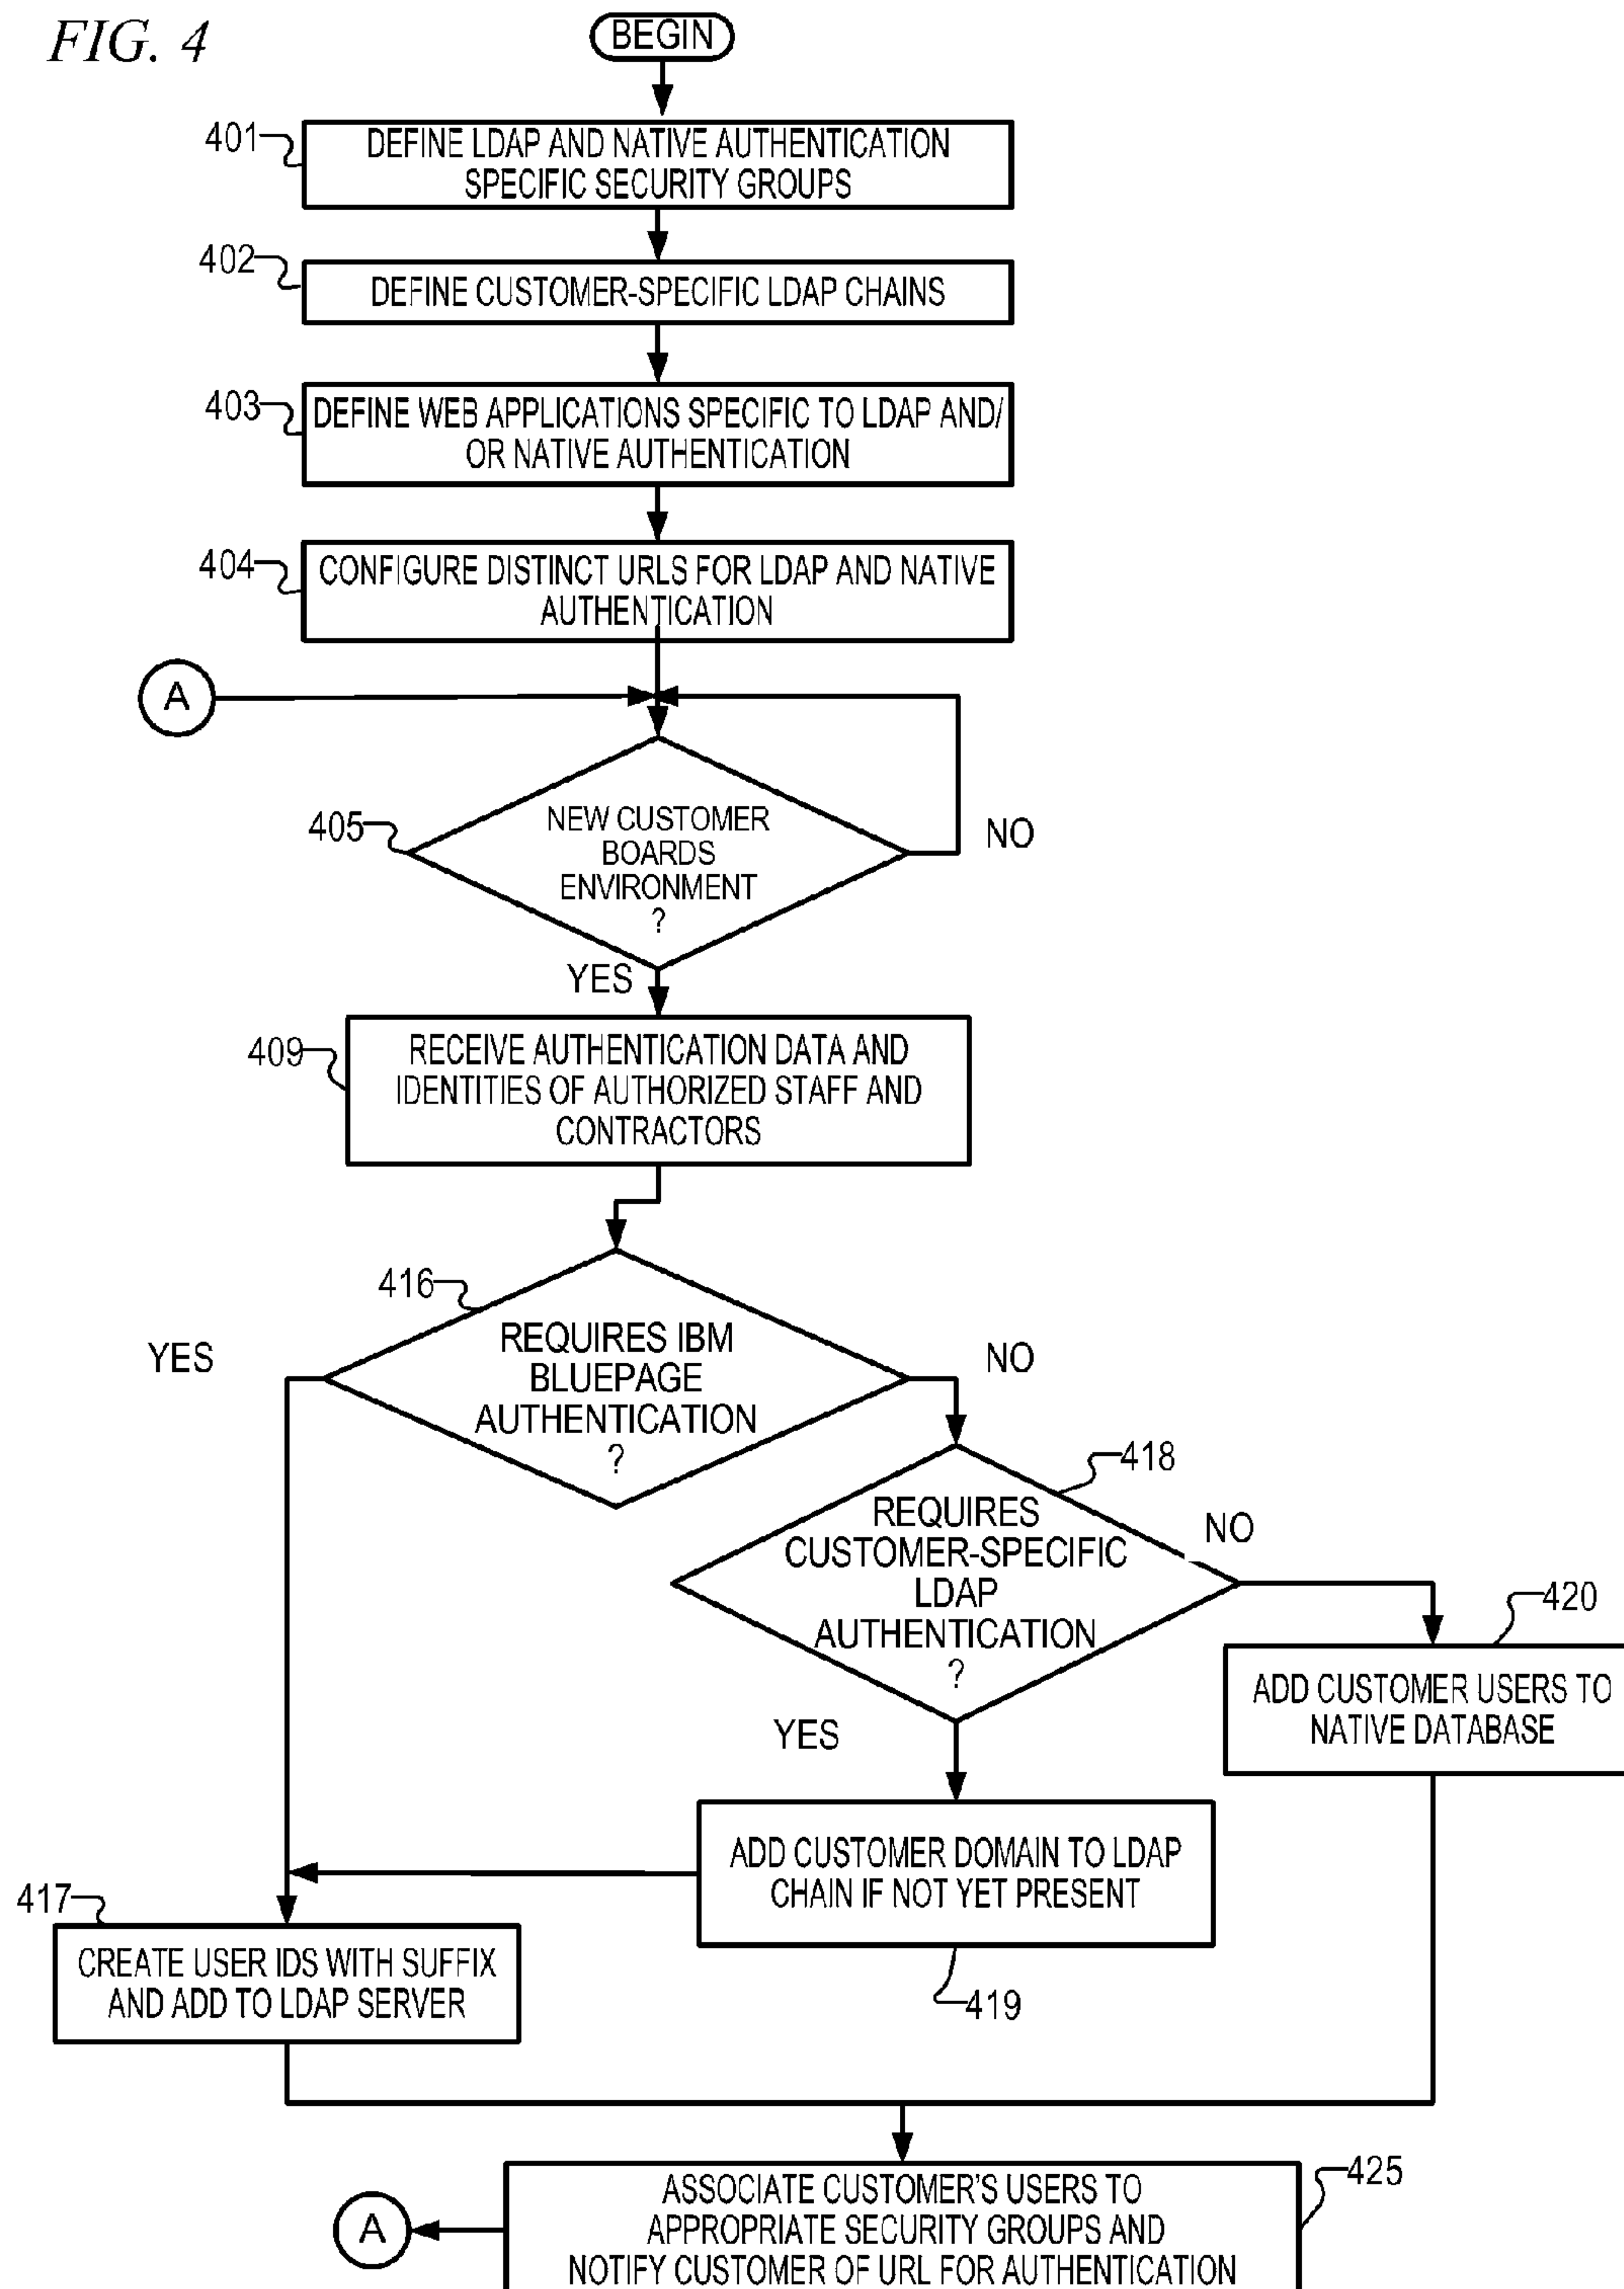 FIG. 4
BEGIN
401
DEFINE LDAP AND NATIVE AUTHENTICATION
SPECIFIC SECURITY GROUPS
402
DEFINE CUSTOMER-SPECIFIC LDAP CHAINS
403
DEFINE WEB APPLICATIONS SPECIFIC TO LDAP AND/
OR NATIVE AUTHENTICATION
404
CONFIGURE DISTINCT URLS FOR LDAP AND NATIVE
AUTHENTICATION
A
405
NEW CUSTOMER
BOARDS
ENVIRONMENT
?
NO
YES
409
RECEIVE AUTHENTICATION DATA AND
IDENTITIES OF AUTHORIZED STAFF AND
CONTRACTORS
416
REQUIRES IBM
BLUEPAGE
AUTHENTICATION
?
YES
NO
418
REQUIRES
CUSTOMER-SPECIFIC
LDAP
AUTHENTICATION
?
NO
YES
420
ADD CUSTOMER USERS TO
NATIVE DATABASE
ADD CUSTOMER DOMAIN TO LDAP
CHAIN IF NOT YET PRESENT
419
417
CREATE USER IDS WITH SUFFIX
AND ADD TO LDAP SERVER
425
ASSOCIATE CUSTOMER'S USERS TO
APPROPRIATE SECURITY GROUPS AND
NOTIFY CUSTOMER OF URL FOR AUTHENTICATION
A